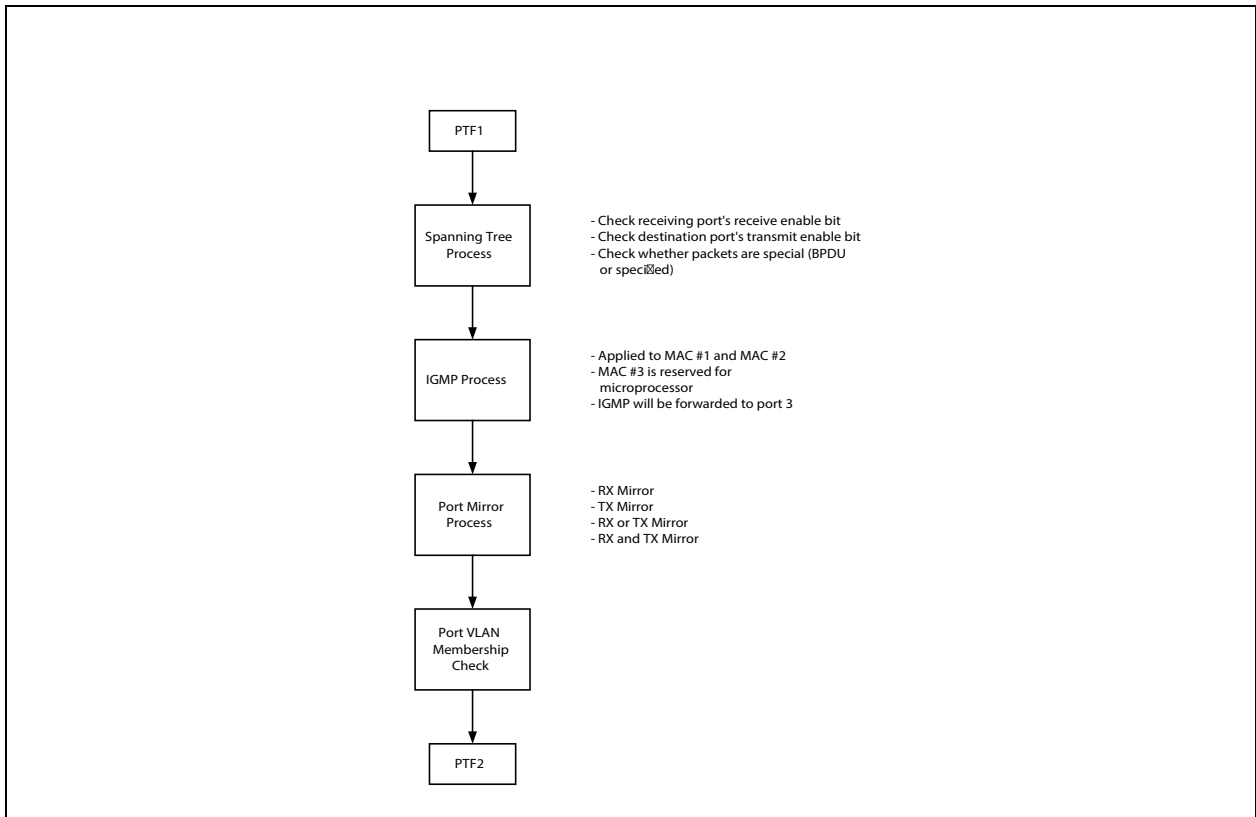 PTF1
Spanning Tree
Process
- Check receiving port's receive enable bit
- Check destination port's transmit enable bit
- Check whether packets are special (BPDU
or speci☒ed)
IGMP Process
- Applied to MAC #1 and MAC #2
- MAC #3 is reserved for
microprocessor
- IGMP will be forwarded to port 3
Port Mirror
Process
- RX Mirror
- TX Mirror
- RX or TX Mirror
- RX and TX Mirror
Port VLAN
Membership
Check
PTF2